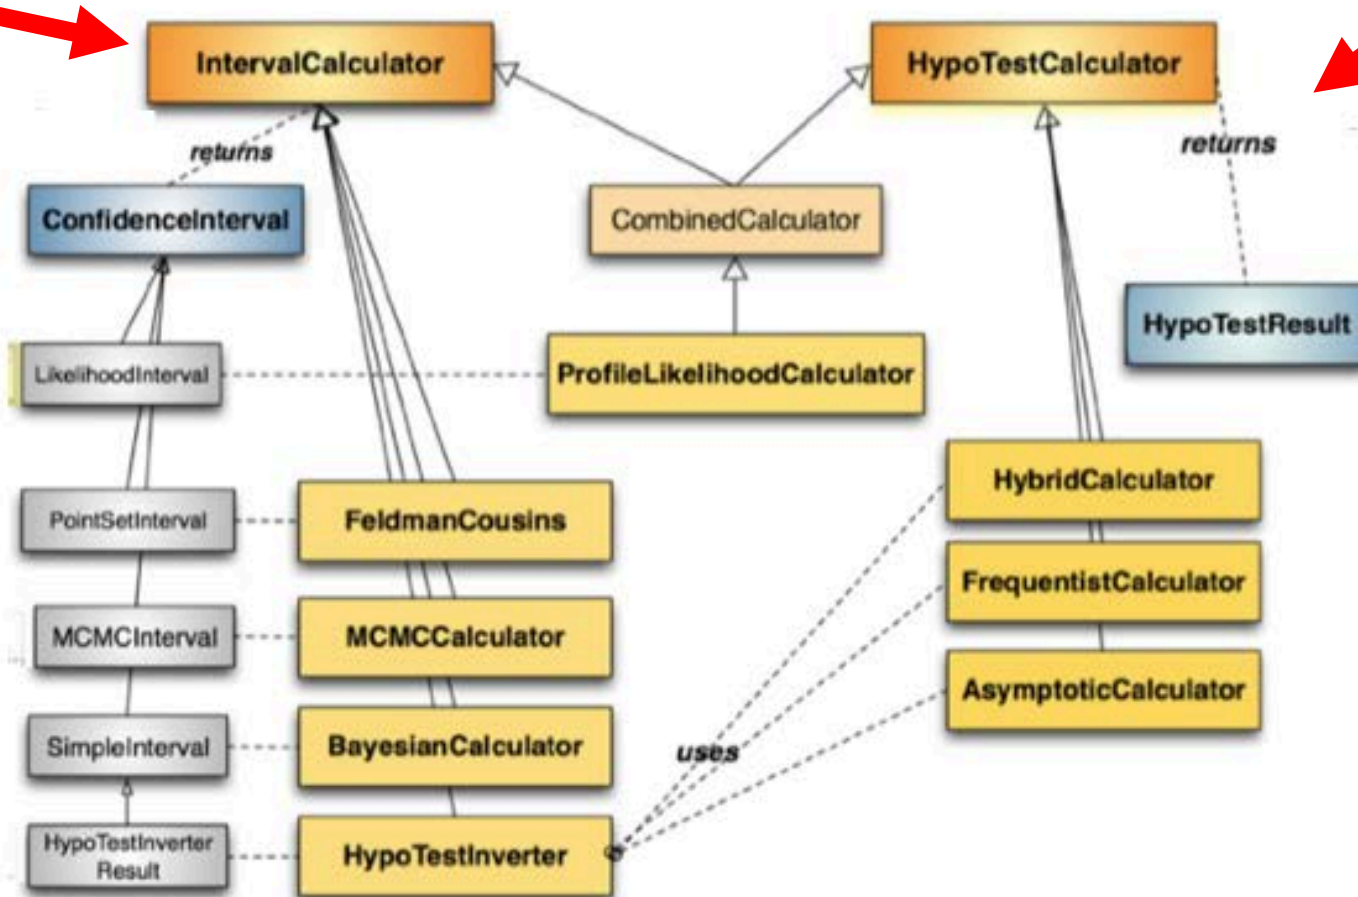 IntervalCalculator
HypoTestCalculator
returns
returns
ConfidenceInterval
CombinedCalculator
HypoTestResult
LikelihoodInterval
ProfileLikelihoodCalculator
HybridCalculator
PointSetInterval
FeldmanCousins
FrequentistCalculator
MCMCInterval
MCMCCalculator
AsymptoticCalculator
SimpleInterval
BayesianCalculator
uses
HypoTestInverter
Result
HypoTestInverter